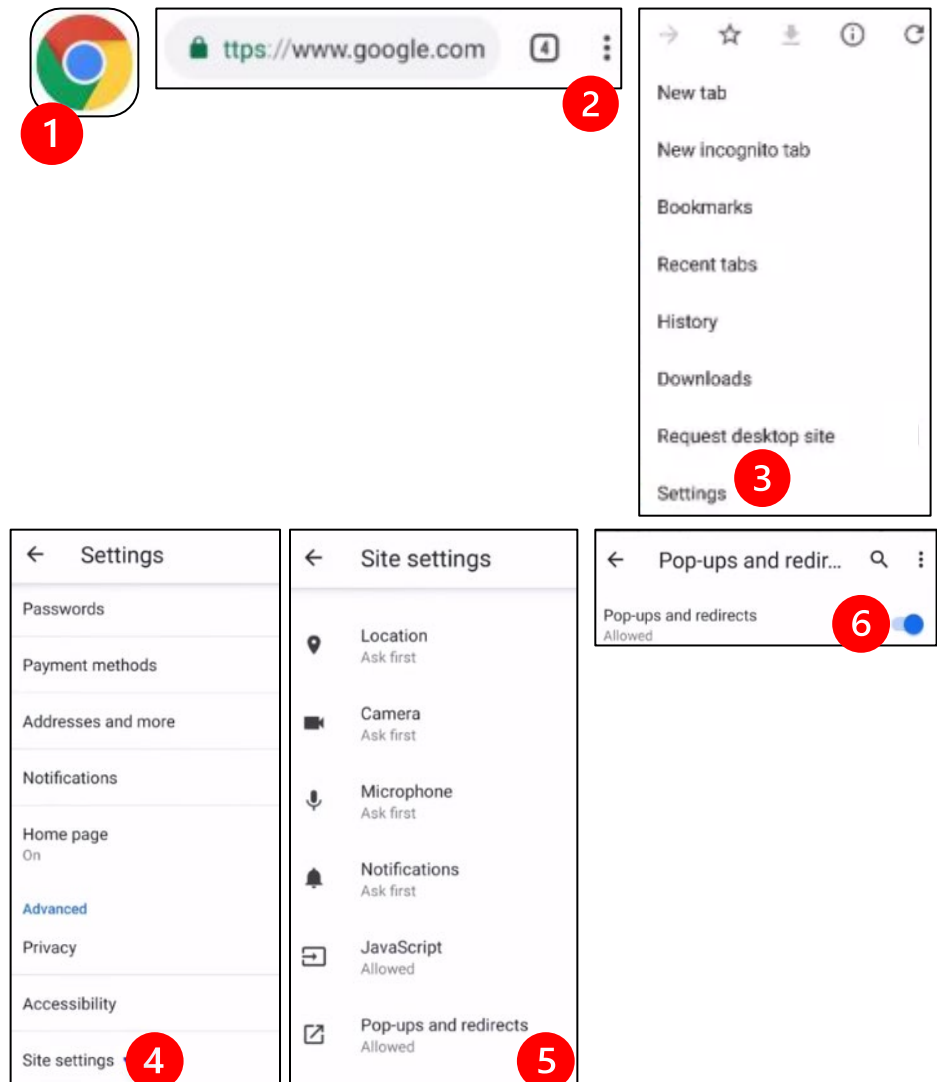 1
ttps://www.google.com
4
2
New tab
New incognito tab
Bookmarks
Recent tabs
History
Downloads
Request desktop site
Settings
3
Settings
Passwords
Payment methods
Addresses and more
Notifications
Home page
On
Advanced
Privacy
Accessibility
Site settings
4
Site settings
Location
Ask first
Camera
Ask first
Microphone
Ask first
Notifications
Ask first
JavaScript
Allowed
Pop-ups and redirects
Allowed
5
Pop-ups and redir...
Pop-ups and redirects
Allowed
6